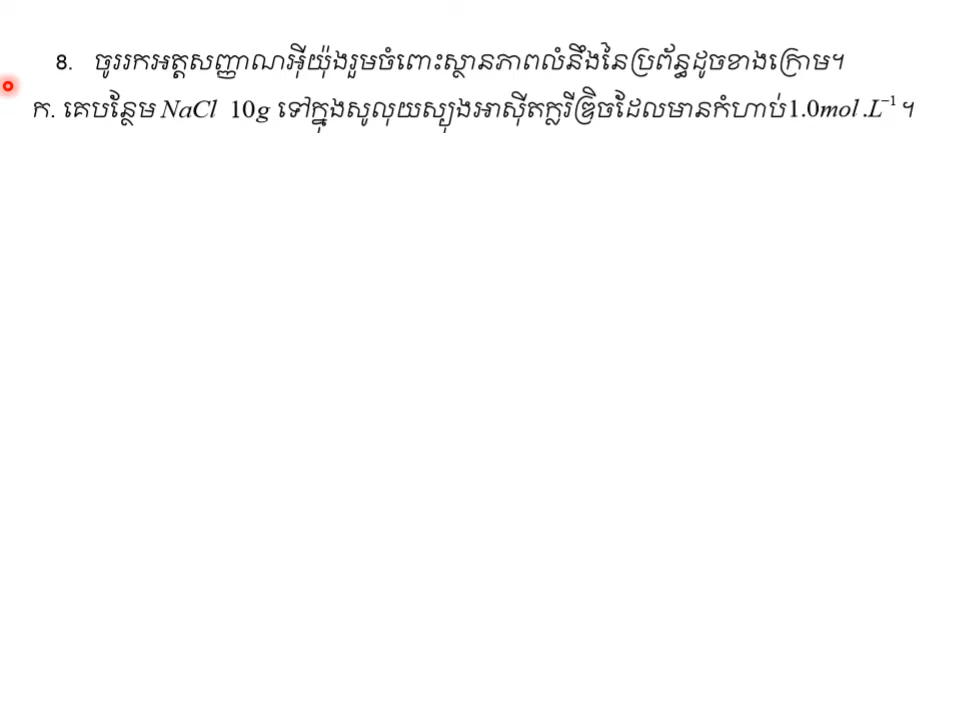 8. ចូររកអត្តសញ្ញាណអ៊ីយ៉ុងរួមចំពោះស្ថានភាពលំនឹងនៃប្រព័ន្ធដូចខាងក្រោម។
ក. គេបន្ថែម NaCl 10g ទៅក្នុងសូលុយស្យុងអាស៊ីតក្លរីឌ្រិចដែលមានកំហាប់1.0mol .L⁻¹ ។